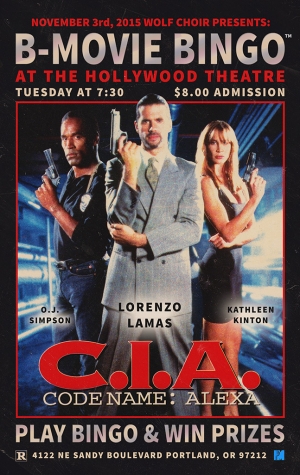 NOVEMBER 3rd, 2015 WOLF CHOIR PRESENTS:
B-MOVIE BINGO™
AT THE HOLLYWOOD THEATRE
TUESDAY AT 7:30 $8.00 ADMISSION
O.J.
SIMPSON
LORENZO
LAMAS
KATHLEEN
KINTON
C.I.A.
CODE NAME: ALEXA
PLAY BINGO & WIN PRIZES
R 4122 NE SANDY BOULEVARD PORTLAND, OR 97212